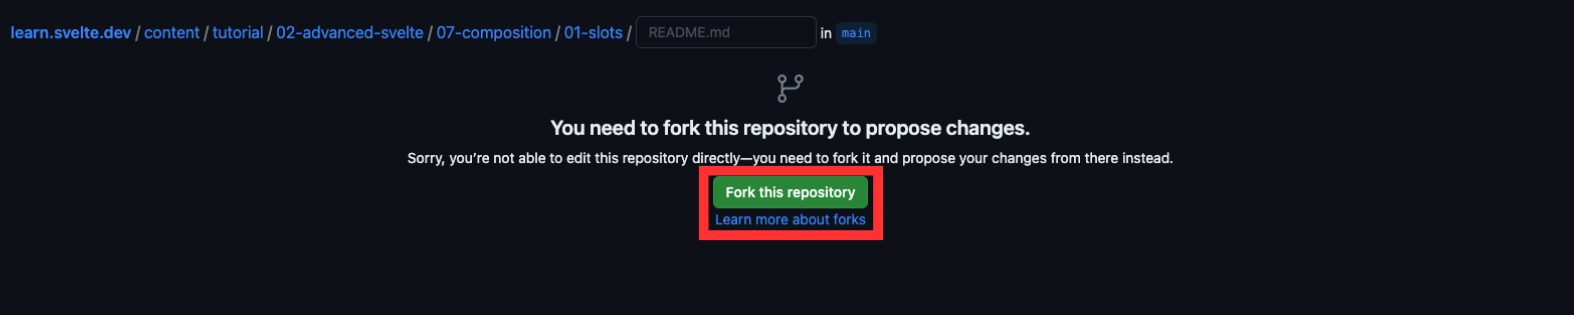 learn.svelte.dev / content / tutorial / 02-advanced-svelte / 07-composition / 01-slots / README.md in main
You need to fork this repository to propose changes.
Sorry, you’re not able to edit this repository directly—you need to fork it and propose your changes from there instead.
Fork this repository
Learn more about forks